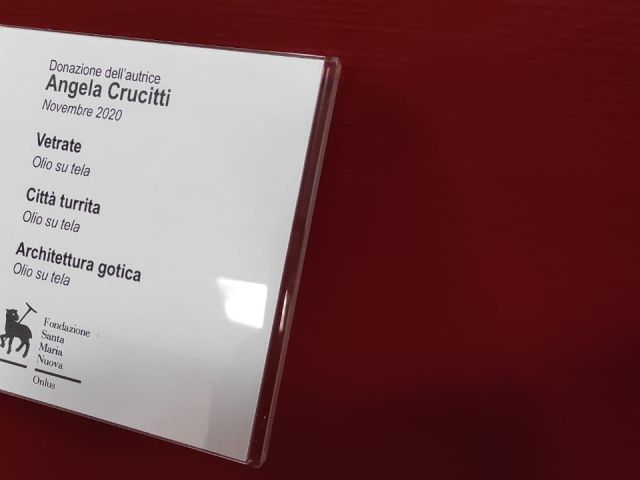 Donazione dell'autrice
Angela Crucitti
Novembre 2020
Vetrate
Olio su tela
Città turrita
Olio su tela
Architettura gotica
Olio su tela
Fondazione
Santa
Maria
Nuova
Onlus